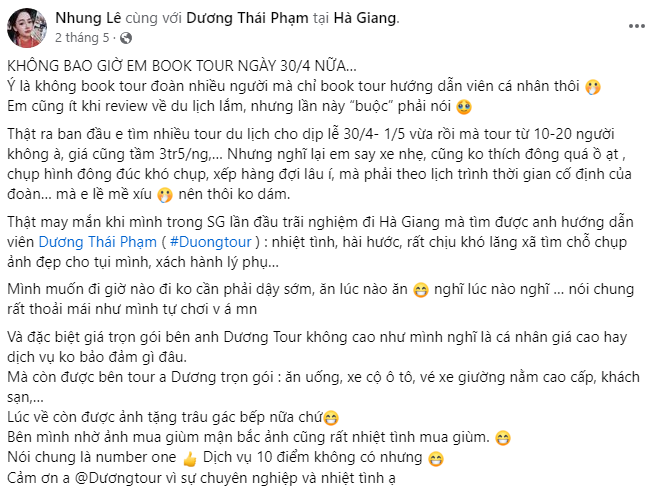 Nhung Lê cùng với Dương Thái Phạm tại Hà Giang.
2 tháng 5 ·
KHÔNG BAO GIỜ EM BOOK TOUR NGÀY 30/4 NỮA...
Ý là không book tour đoàn nhiều người mà chỉ book tour hướng dẫn viên cá nhân thôi 🤭
Em cũng ít khi review về du lịch lắm, nhưng lần này “buộc” phải nói 🥹
Thật ra ban đầu e tìm nhiều tour du lịch cho dịp lễ 30/4- 1/5 vừa rồi mà tour từ 10-20 người
không à, giá cũng tầm 3tr5/ng,... Nhưng nghĩ lại em say xe nhẹ, cũng ko thích đông quá ồ ạt ,
chụp hình đông đúc khó chụp, xếp hàng đợi lâu í, mà phải theo lịch trình thời gian cố định của
đoàn... mà e lề mề xíu 🤭 nên thôi ko dám.
Thật may mắn khi mình trong SG lần đầu trãi nghiệm đi Hà Giang mà tìm được anh hướng dẫn
viên Dương Thái Phạm ( #Duongtour ) : nhiệt tình, hài hước, rất chịu khó lăng xã tìm chỗ chụp
ảnh đẹp cho tụi mình, xách hành lý phụ...
Mình muốn đi giờ nào đi ko cần phải dậy sớm, ăn lúc nào ăn 😁 nghĩ lúc nào nghĩ ... nói chung
rất thoải mái như mình tự chơi v á mn
Và đặc biệt giá trọn gói bên anh Dương Tour không cao như mình nghĩ là cá nhân giá cao hay
dịch vụ ko bảo đảm gì đâu.
Mà còn được bên tour a Dương trọn gói : ăn uống, xe cộ ô tô, vé xe giường nằm cao cấp, khách
sạn,...
Lúc về còn được ảnh tặng trâu gác bếp nữa chứ😁
Bên mình nhờ ảnh mua giùm mận bắc ảnh cũng rất nhiệt tình mua giùm. 😁
Nói chung là number one 👍 Dịch vụ 10 điểm không có nhưng 😁
Cảm ơn a @Dươngtour vì sự chuyên nghiệp và nhiệt tình ạ